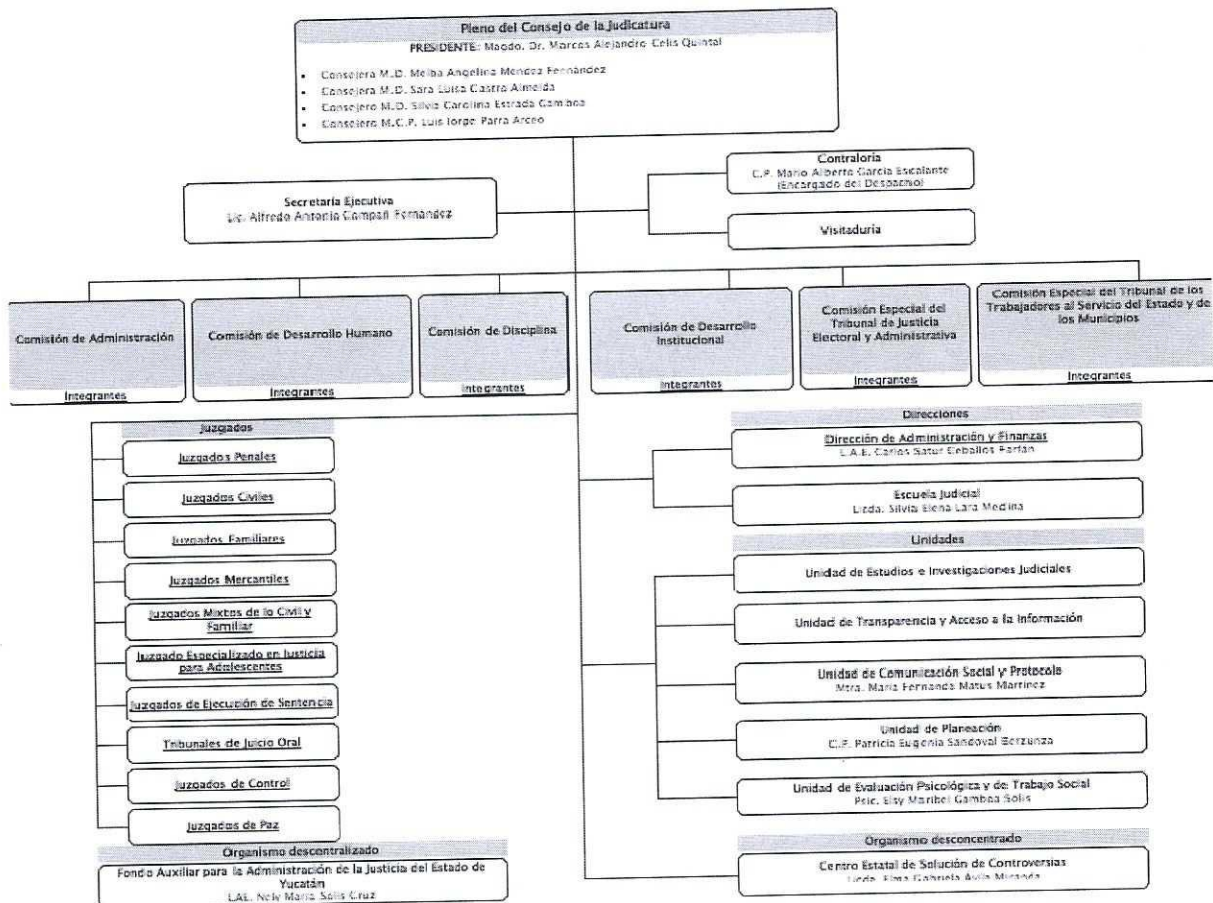 Pleno del Consejo de la Judicatura
PRESIDENTE: Magdo. Dr. Marcos Alejandro Celis Quintal
• Consejera M.D. Melba Angelina Méndez Fernández
• Consejera M.D. Sara Luisa Castro Almeida
• Consejero M.D. Silvia Carolina Estrada Gamboa
• Consejero M.C.P. Luis Jorge Parra Arceo
Contraloría
C.P. Mario Alberto García Escalante
(Encargado del Despacho)
Secretaría Ejecutiva
Lic. Alfredo Antonio Compañ Fernández
Visitaduría
Comisión de Administración
Integrantes
Comisión de Desarrollo Humano
Integrantes
Comisión de Disciplina
Integrantes
Comisión de Desarrollo
Institucional
Integrantes
Comisión Especial del
Tribunal de Justicia
Electoral y Administrativa
Integrantes
Comisión Especial del Tribunal de los
Trabajadores al Servicio del Estado y de
los Municipios
Integrantes
Juzgados
Juzgados Penales
Juzgados Civiles
Juzgados Familiares
Juzgados Mercantiles
Juzgados Mixtos de lo Civil y
Familiar
Juzgado Especializado en Justicia
para Adolescentes
Juzgados de Ejecución de Sentencia
Tribunales de Juicio Oral
Juzgados de Control
Juzgados de Paz
Organismo descentralizado
Fondo Auxiliar para la Administración de la Justicia del Estado de
Yucatán
LAE. Nely María Solís Cruz
Direcciones
Dirección de Administración y Finanzas
L.A.E. Carlos Satur Ceballos Farfán
Escuela Judicial
Licda. Silvia Elena Lara Medina
Unidades
Unidad de Estudios e Investigaciones Judiciales
Unidad de Transparencia y Acceso a la Información
Unidad de Comunicación Social y Protocolo
Mtra. María Fernanda Matus Martínez
Unidad de Planeación
C.P. Patricia Eugenia Sandoval Berzunza
Unidad de Evaluación Psicológica y de Trabajo Social
Psic. Elsy Maribel Gamboa Solís
Organismo desconcentrado
Centro Estatal de Solución de Controversias
Licda. Elma Gabriela Ávila Miranda